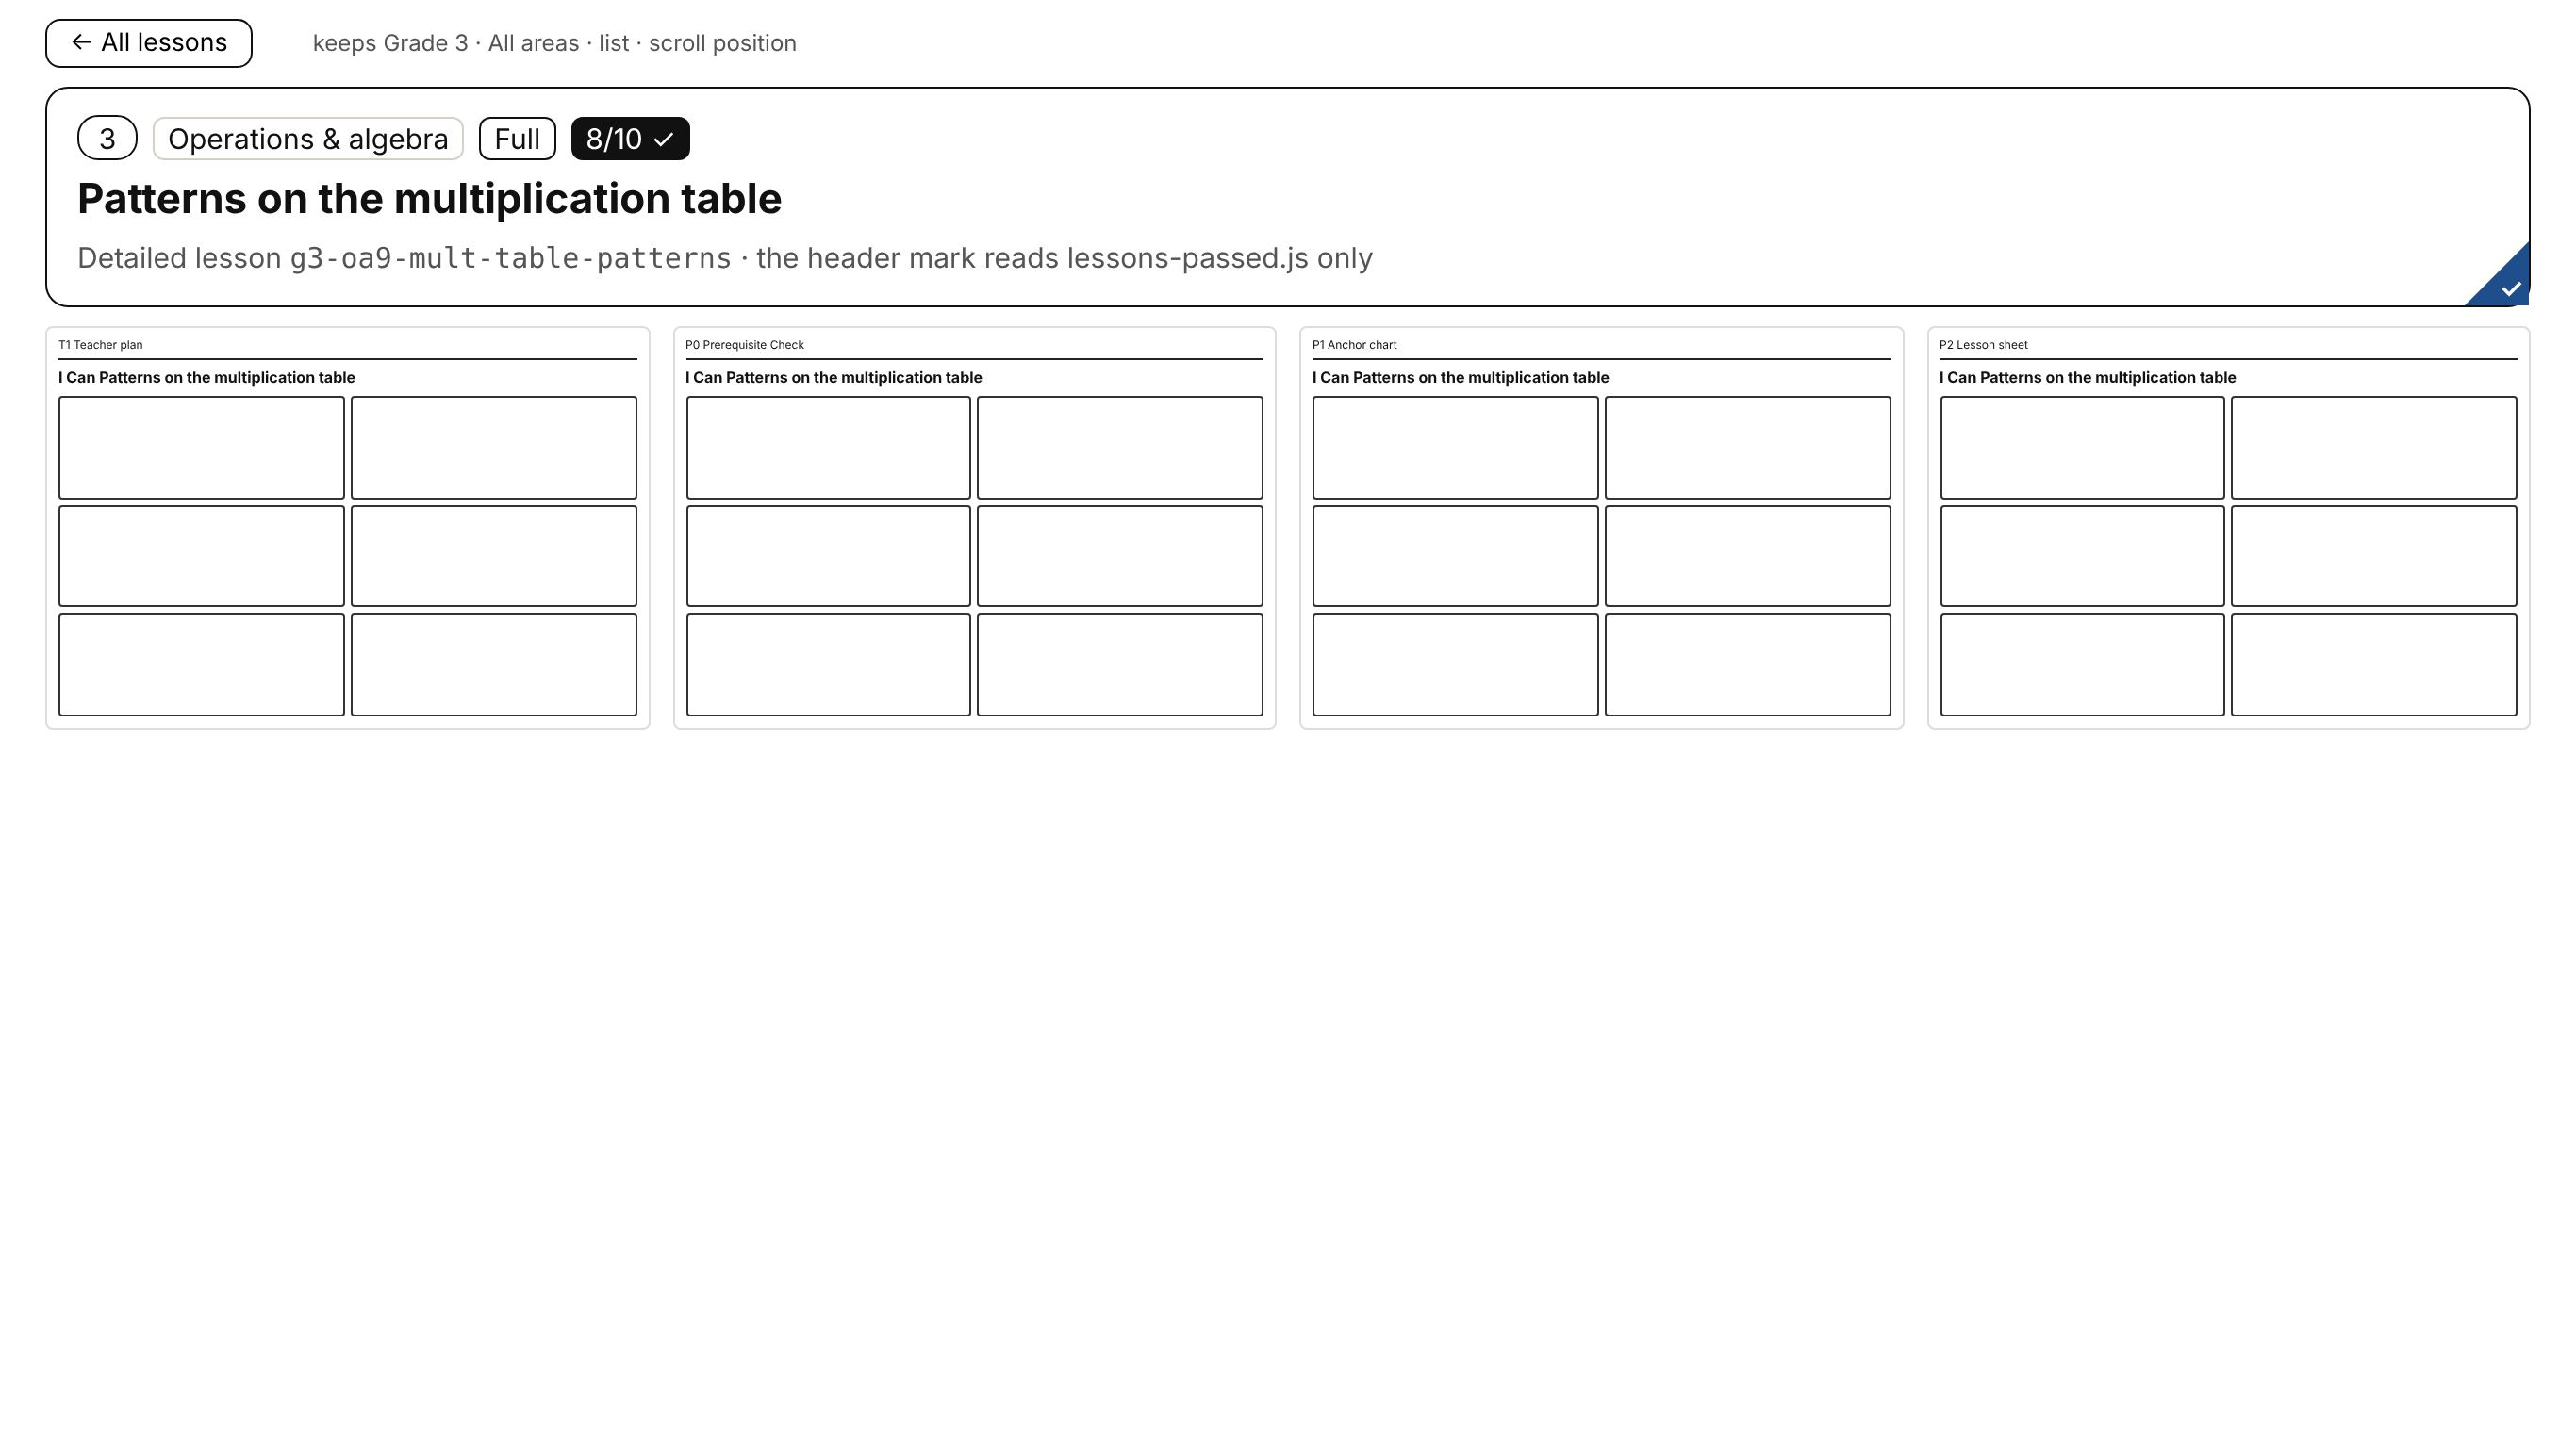 ← All lessons
keeps Grade 3 · All areas · list · scroll position
3 Operations & algebra Full 8/10 ✓
Patterns on the multiplication table
Detailed lesson g3-oa9-mult-table-patterns · the header mark reads lessons-passed.js only
✓
T1 Teacher plan
I Can Patterns on the multiplication table
P0 Prerequisite Check
I Can Patterns on the multiplication table
P1 Anchor chart
I Can Patterns on the multiplication table
P2 Lesson sheet
I Can Patterns on the multiplication table